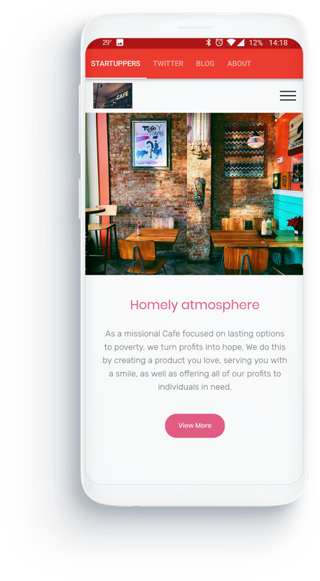 29° 12% 14:18
STARTUPPERS TWITTER BLOG ABOUT
CAFE
Homely atmosphere
As a missional Cafe focused on lasting options
to poverty, we turn profits into hope. We do this
by creating a product you love, serving you with
a smile, as well as offering all of our profits to
individuals in need.
View More